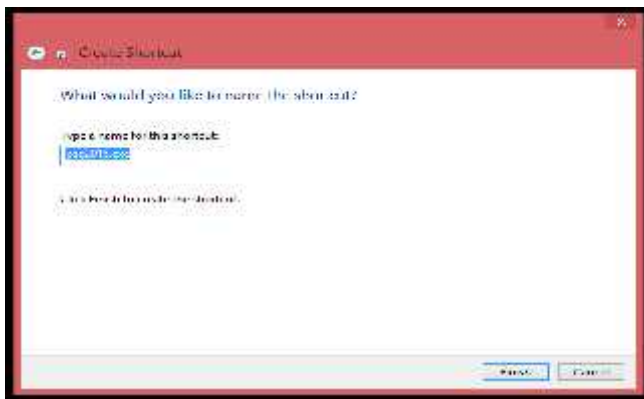 Create Shortcut
What would you like to name the shortcut?
Type a name for this shortcut:
Click Finish to create the shortcut.
Finish
Cancel